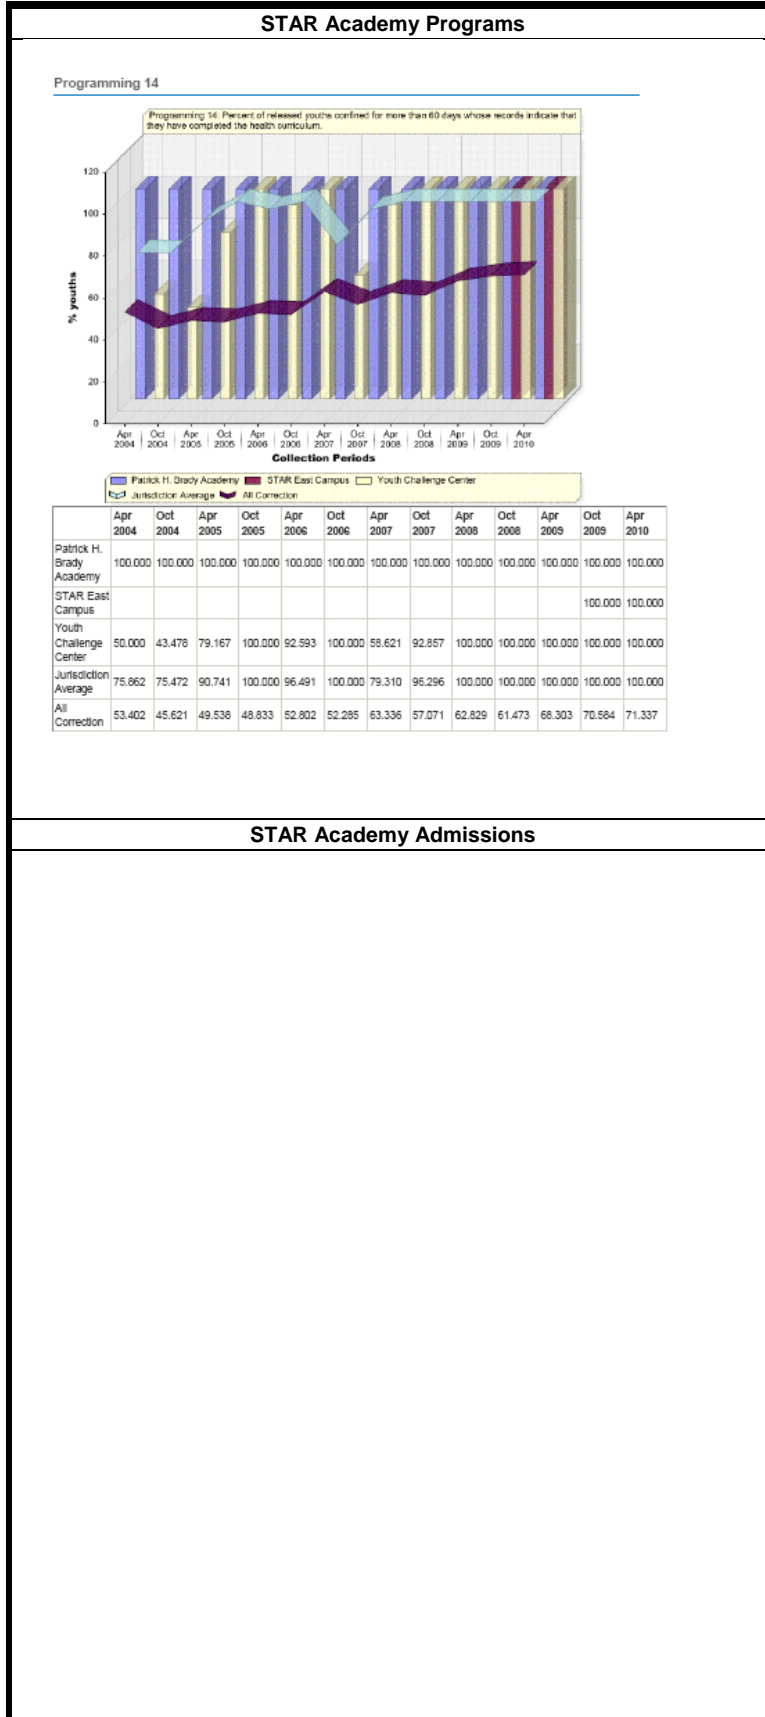 STAR Academy Programs
Programming 14
Programming 14: Percent of released youths confined for more than 60 days whose records indicate that
they have completed the health curriculum.
120
100
80
60
40
20
0
% youths
Apr 2004 Oct 2004 Apr 2005 Oct 2005 Apr 2006 Oct 2006 Apr 2007 Oct 2007 Apr 2008 Oct 2008 Apr 2009 Oct 2009 Apr 2010
Collection Periods
Patrick H. Brady Academy STAR East Campus Youth Challenge Center
Jurisdiction Average All Correction
Apr 2004 Oct 2004 Apr 2005 Oct 2005 Apr 2006 Oct 2006 Apr 2007 Oct 2007 Apr 2008 Oct 2008 Apr 2009 Oct 2009 Apr 2010
Patrick H. Brady Academy 100.000 100.000 100.000 100.000 100.000 100.000 100.000 100.000 100.000 100.000 100.000 100.000 100.000
STAR East Campus 100.000 100.000
Youth Challenge Center 50.000 43.478 79.167 100.000 92.593 100.000 58.621 92.857 100.000 100.000 100.000 100.000 100.000
Jurisdiction Average 75.862 75.472 90.741 100.000 96.491 100.000 79.310 96.296 100.000 100.000 100.000 100.000 100.000
All Correction 53.402 45.621 49.538 48.833 52.802 52.285 63.336 57.071 62.829 61.473 68.303 70.584 71.337
STAR Academy Admissions